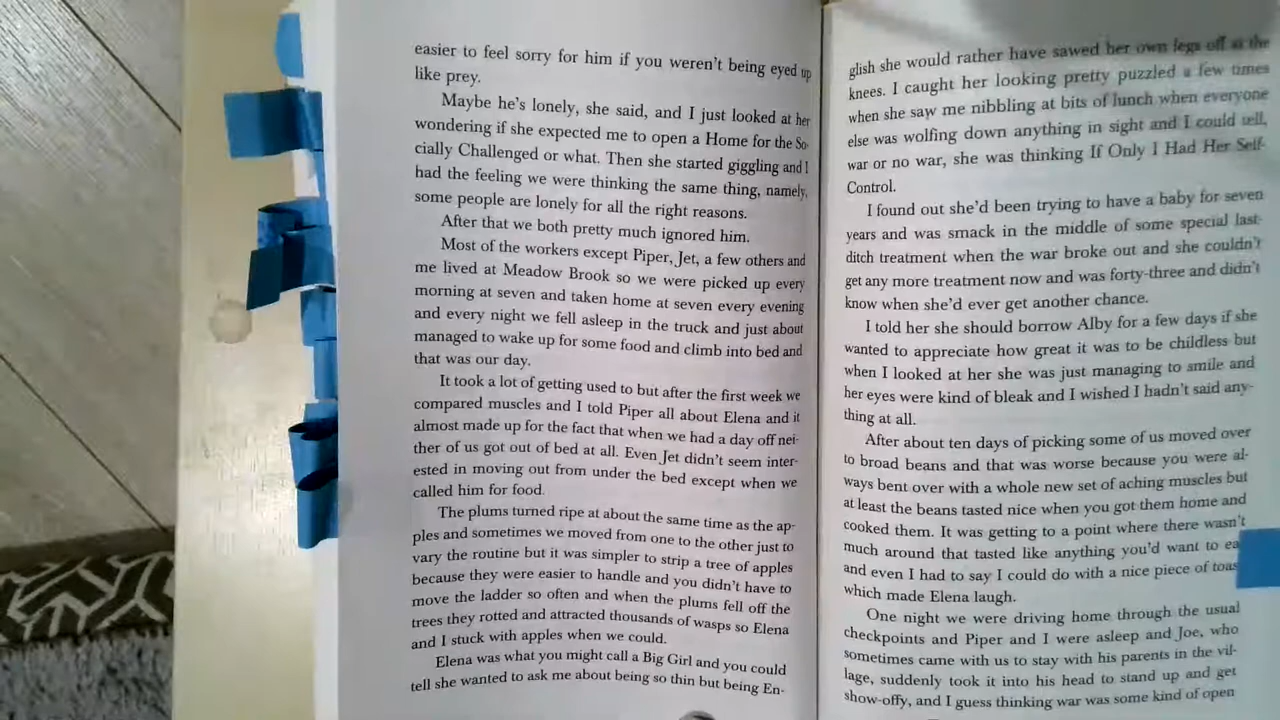 easier to feel sorry for him if you weren't being eyed up
like prey.
Maybe he's lonely, she said, and I just looked at her
wondering if she expected me to open a Home for the So-
cially Challenged or what. Then she started giggling and I
had the feeling we were thinking the same thing, namely,
some people are lonely for all the right reasons.
After that we both pretty much ignored him.
Most of the workers except Piper, Jet, a few others and
me lived at Meadow Brook so we were picked up every
morning at seven and taken home at seven every evening
and every night we fell asleep in the truck and just about
managed to wake up for some food and climb into bed and
that was our day.
It took a lot of getting used to but after the first week we
compared muscles and I told Piper all about Elena and it
almost made up for the fact that when we had a day off nei-
ther of us got out of bed at all. Even Jet didn't seem inter-
ested in moving out from under the bed except when we
called him for food.
The plums turned ripe at about the same time as the ap-
ples and sometimes we moved from one to the other just to
vary the routine but it was simpler to strip a tree of apples
because they were easier to handle and you didn't have to
move the ladder so often and when the plums fell off the
trees they rotted and attracted thousands of wasps so Elena
and I stuck with apples when we could.
Elena was what you might call a Big Girl and you could
tell she wanted to ask me about being so thin but being En-
glish she would rather have sawed her own legs off at the
knees. I caught her looking pretty puzzled a few times
when she saw me nibbling at bits of lunch when everyone
else was wolfing down anything in sight and I could tell,
war or no war, she was thinking If Only I Had Her Self-
Control.
I found out she'd been trying to have a baby for seven
years and was smack in the middle of some special last-
ditch treatment when the war broke out and she couldn't
get any more treatment now and was forty-three and didn't
know when she'd ever get another chance.
I told her she should borrow Alby for a few days if she
wanted to appreciate how great it was to be childless but
when I looked at her she was just managing to smile and
her eyes were kind of bleak and I wished I hadn't said any-
thing at all.
After about ten days of picking some of us moved over
to broad beans and that was worse because you were al-
ways bent over with a whole new set of aching muscles but
at least the beans tasted nice when you got them home and
cooked them. It was getting to a point where there wasn't
much around that tasted like anything you'd want to ea
and even I had to say I could do with a nice piece of toas
which made Elena laugh.
One night we were driving home through the usual
checkpoints and Piper and I were asleep and Joe, who
sometimes came with us to stay with his parents in the vil-
lage, suddenly took it into his head to stand up and get
show-offy, and I guess thinking war was some kind of open